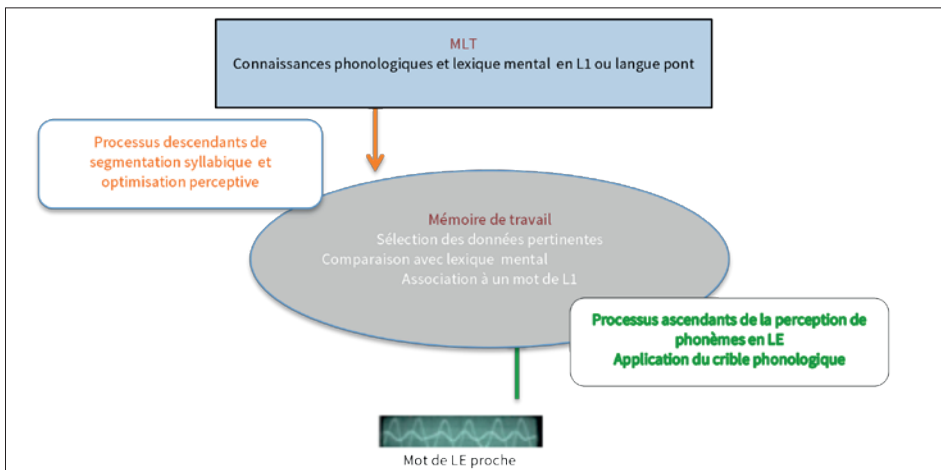 MLT
Connaissances phonologiques et lexique mental en L1 ou langue pont
Processus descendants de
segmentation syllabique et
optimisation perceptive
Mémoire de travail
Sélection des données pertinentes
Comparaison avec lexique mental
Association à un mot de L1
Processus ascendants de la perception de
phonèmes en LE
Application du crible phonologique
Mot de LE proche